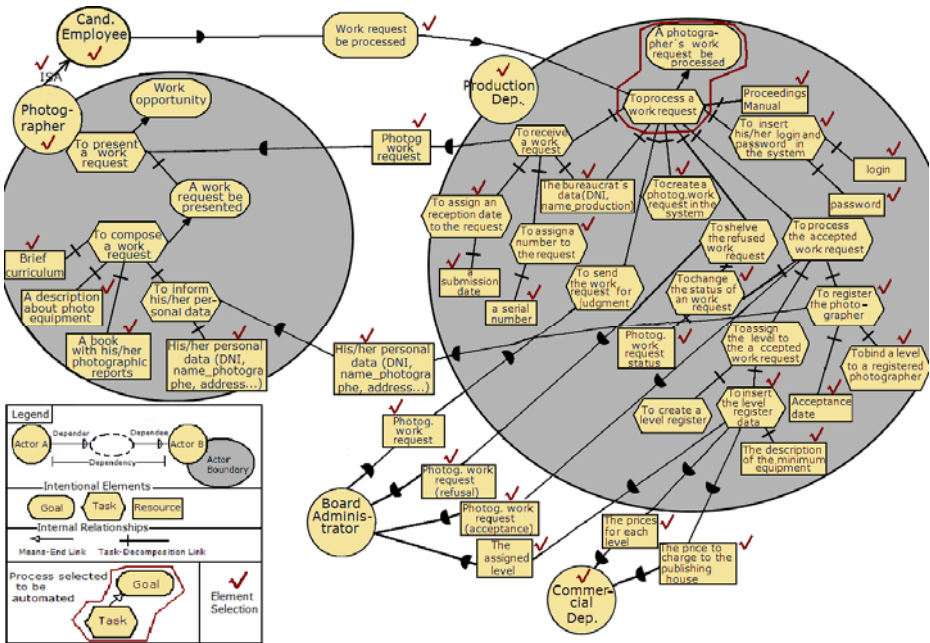 Cand.
Employee
Work request
be processed
A photogra-
pher´s work
request be
processed
ISA
Production
Dep.
Photog-
rapher
Work
opportunity
To process a
work request
Proceedings
Manual
To present
a work
request
Photog
work
request
To receive
a work
request
To insert
his/her login and
password in the
system
login
password
A work
request be
presented
The bureaucrat´s
data(DNI,
name_production)
To create a
photog.work
request in the
system
To assign an
reception date
to the request
To assign a
number to
the request
To shelve
the refused
work
request
To process
the accepted
work request
To compose
a work
request
Brief
curriculum
a
submission
date
To send
the work
request for
judgment
To change
the status of
an work
request
A description
about photo
equipment
To inform
his/her per-
sonal data
a serial
number
To register
the photo-
grapher
A book
with his/her
photographic
reports
His/her personal
data (DNI,
name_photogra
phe, address...)
His/her personal
data (DNI,
name_photogra
phe, address...)
Photog.
work request
status
To assign
the level to
the a ccepted
work request
To bind a level
to a registered
photographer
To create a
level register
To insert
the level
register
data
Acceptance
date
Photog.
work
request
The description
of the minimum
equipment
Photog. work
request
(refusal)
Board
Adminis-
trator
Photog. work
request
(acceptance)
The
assigned
level
The prices
for each
level
The price to
charge to the
publishing
house
Commer-
cial
Dep.
Legend
Actor A
Depender
Dependee
Actor B
Dependency
Actor
Boundary
Intentional Elements
Goal
Task
Resource
Internal Relationships
Means-End Link
Task-Decomposition Link
Process selected
to be
automated
Goal
Task
Element
Selection